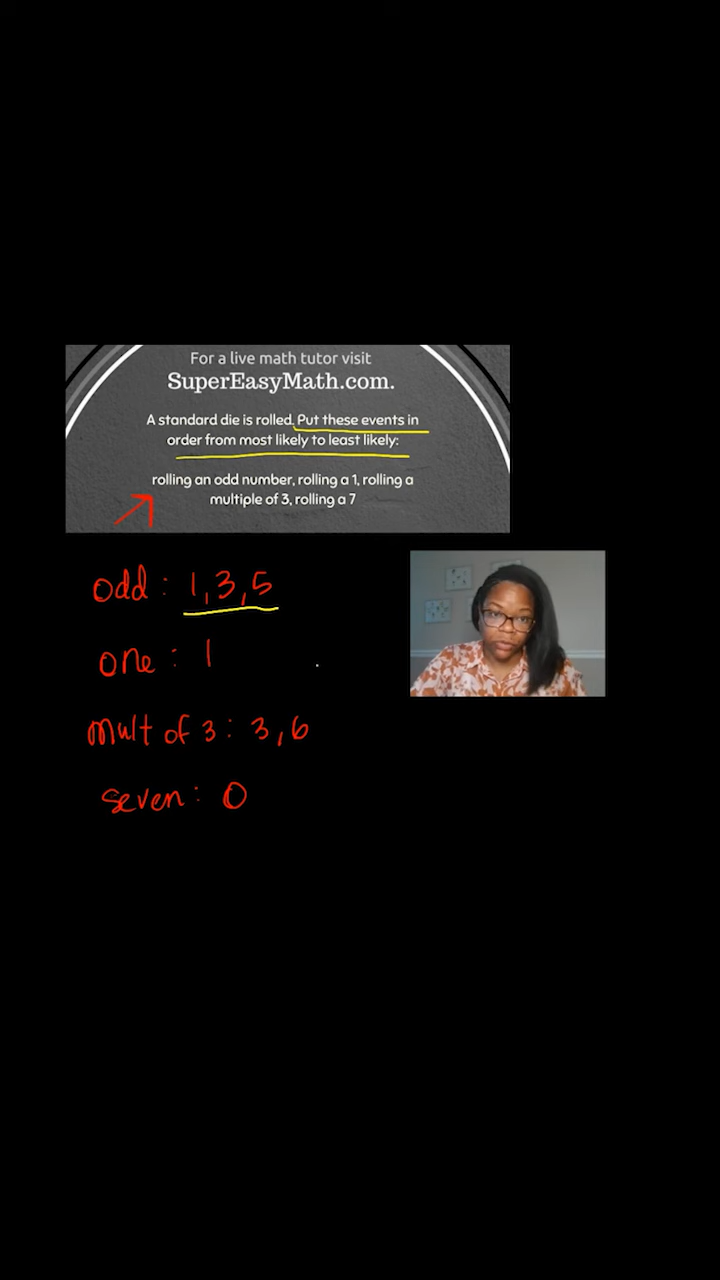 For a live math tutor visit
SuperEasyMath.com.
A standard die is rolled. Put these events in
order from most likely to least likely:
rolling an odd number, rolling a 1, rolling a
multiple of 3, rolling a 7
odd : 1,3,5
one : 1
mult of 3 : 3,6
seven : 0